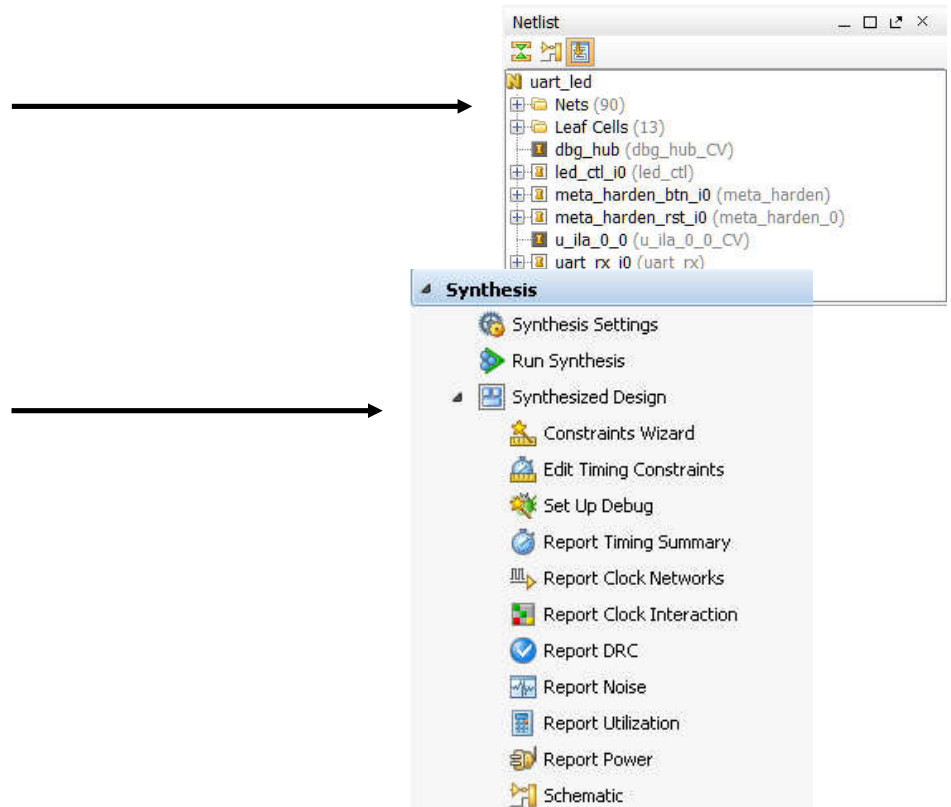 Netlist
uart_led
Nets (90)
Leaf Cells (13)
dbg_hub (dbg_hub_CV)
led_ctl_i0 (led_ctl)
meta_harden_btn_i0 (meta_harden)
meta_harden_rst_i0 (meta_harden_0)
u_ila_0_0 (u_ila_0_0_CV)
uart_rx_i0 (uart_rx)
Synthesis
Synthesis Settings
Run Synthesis
Synthesized Design
Constraints Wizard
Edit Timing Constraints
Set Up Debug
Report Timing Summary
Report Clock Networks
Report Clock Interaction
Report DRC
Report Noise
Report Utilization
Report Power
Schematic